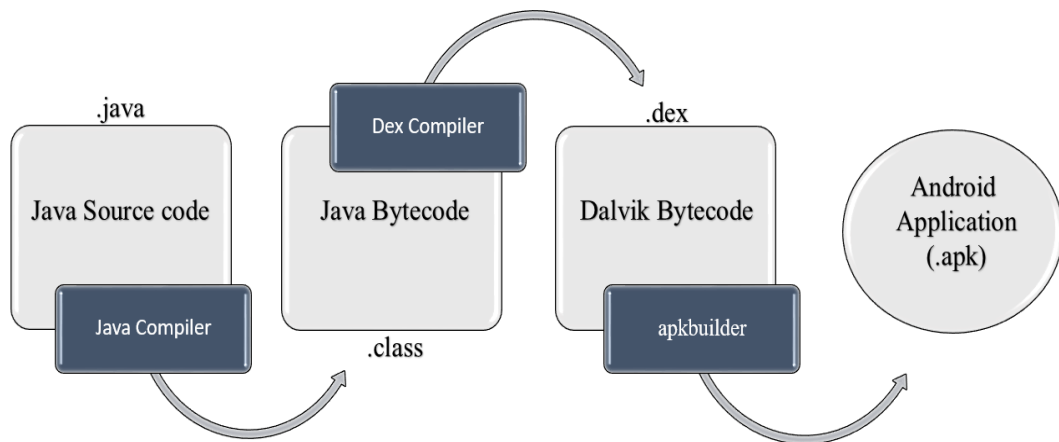 .java
Java Source code
Java Compiler
Dex Compiler
Java Bytecode
.class
.dex
Dalvik Bytecode
apkbuilder
Android
Application
(.apk)